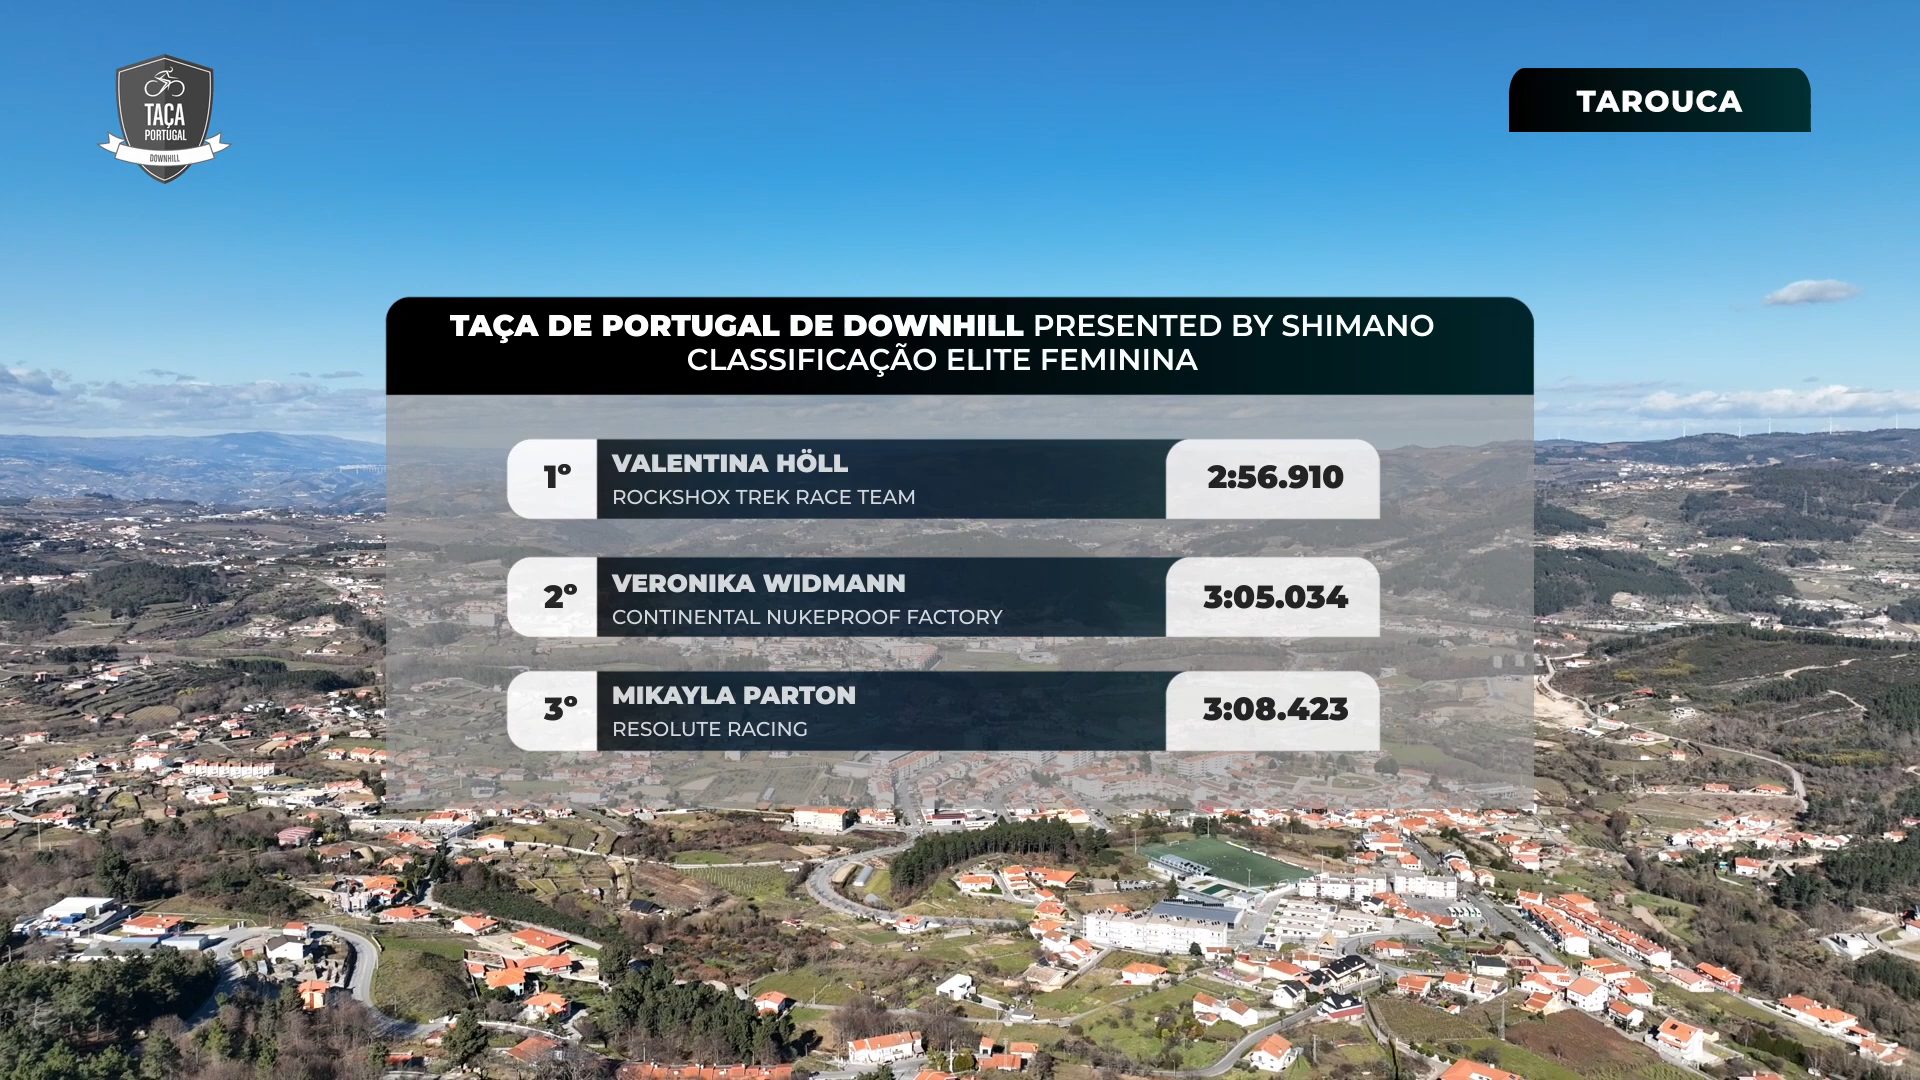 TAÇA
PORTUGAL
DOWNHILL
TAROUCA
TAÇA DE PORTUGAL DE DOWNHILL PRESENTED BY SHIMANO
CLASSIFICAÇÃO ELITE FEMININA
1º
VALENTINA HÖLL
ROCKSHOX TREK RACE TEAM
2:56.910
2º
VERONIKA WIDMANN
CONTINENTAL NUKEPROOF FACTORY
3:05.034
3º
MIKAYLA PARTON
RESOLUTE RACING
3:08.423